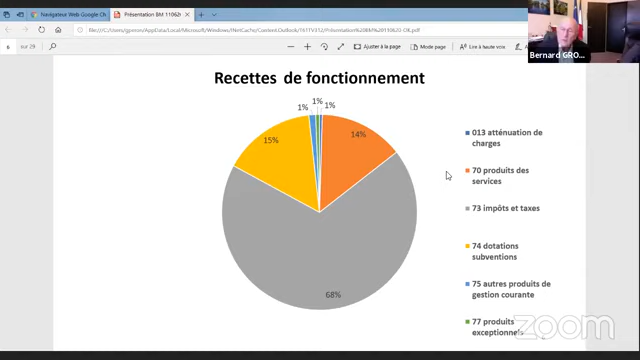 Navigateur Web Google Ch
Présentation BM 110620
file:///C:/Users/
6
sur 29
Ajuster à la page
Mode page
Lire à haute voix
Bernard GRO...
Recettes de fonctionnement
1%
1%
1%
14%
15%
68%
013 atténuation de
charges
70 produits des
services
73 impôts et taxes
74 dotations
subventions
75 autres produits de
gestion courante
77 produits
exceptionnels
zoom